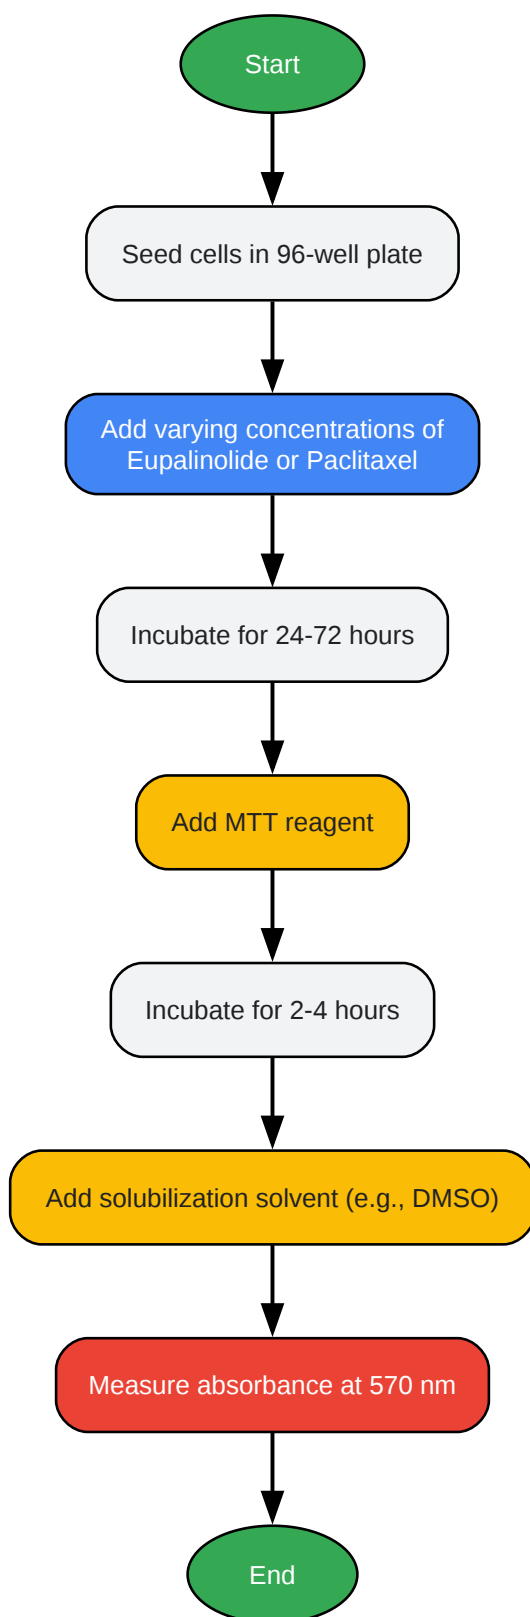 Start
Seed cells in 96-well plate
Add varying concentrations of
Eupalinolide or Paclitaxel
Incubate for 24-72 hours
Add MTT reagent
Incubate for 2-4 hours
Add solubilization solvent (e.g., DMSO)
Measure absorbance at 570 nm
End